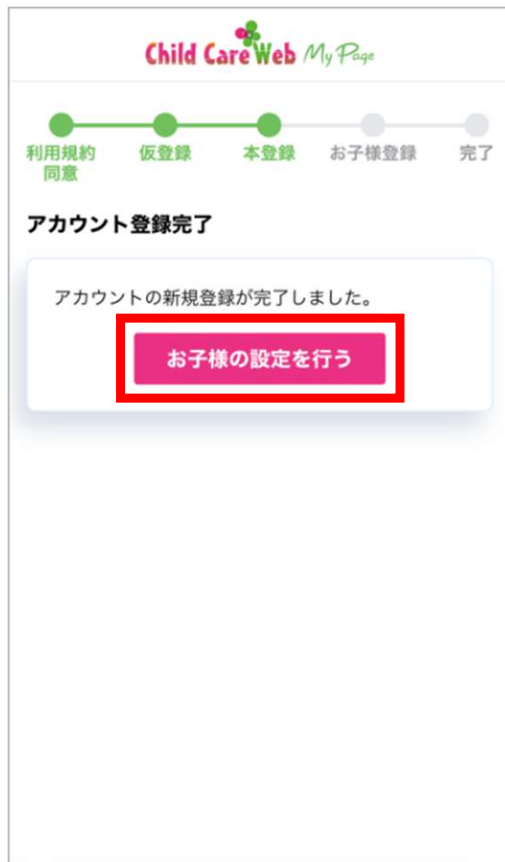 Child Care Web My Page
利用規約 仮登録 本登録 お子様登録 完了
同意
アカウント登録完了
アカウントの新規登録が完了しました。
お子様の設定を行う